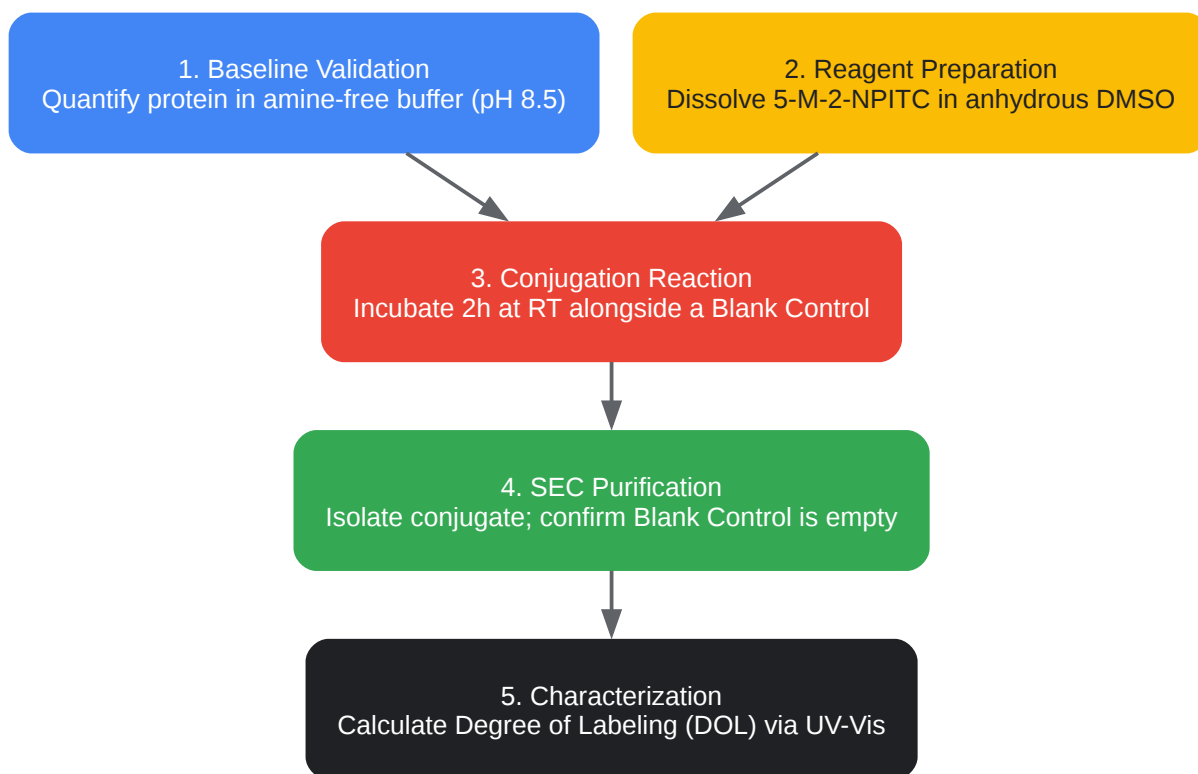 1. Baseline Validation
Quantify protein in amine-free buffer (pH 8.5)
2. Reagent Preparation
Dissolve 5-M-2-NPITC in anhydrous DMSO
3. Conjugation Reaction
Incubate 2h at RT alongside a Blank Control
4. SEC Purification
Isolate conjugate; confirm Blank Control is empty
5. Characterization
Calculate Degree of Labeling (DOL) via UV-Vis